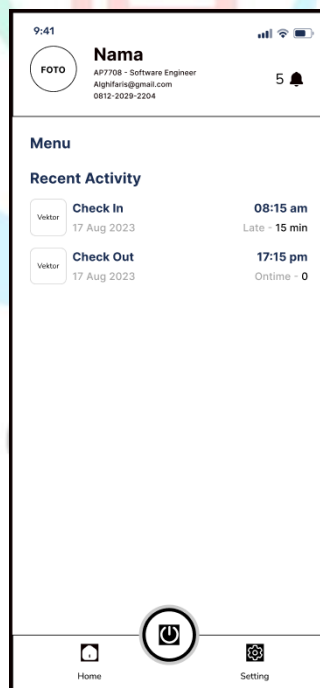 9:41
FOTO
Nama
AP7708 - Software Engineer
Alghifaris@gmail.com
0812-2029-2204
5
Menu
Recent Activity
Vektor
Check In
08:15 am
17 Aug 2023
Late - 15 min
Vektor
Check Out
17:15 pm
17 Aug 2023
Ontime - 0
Home
Setting